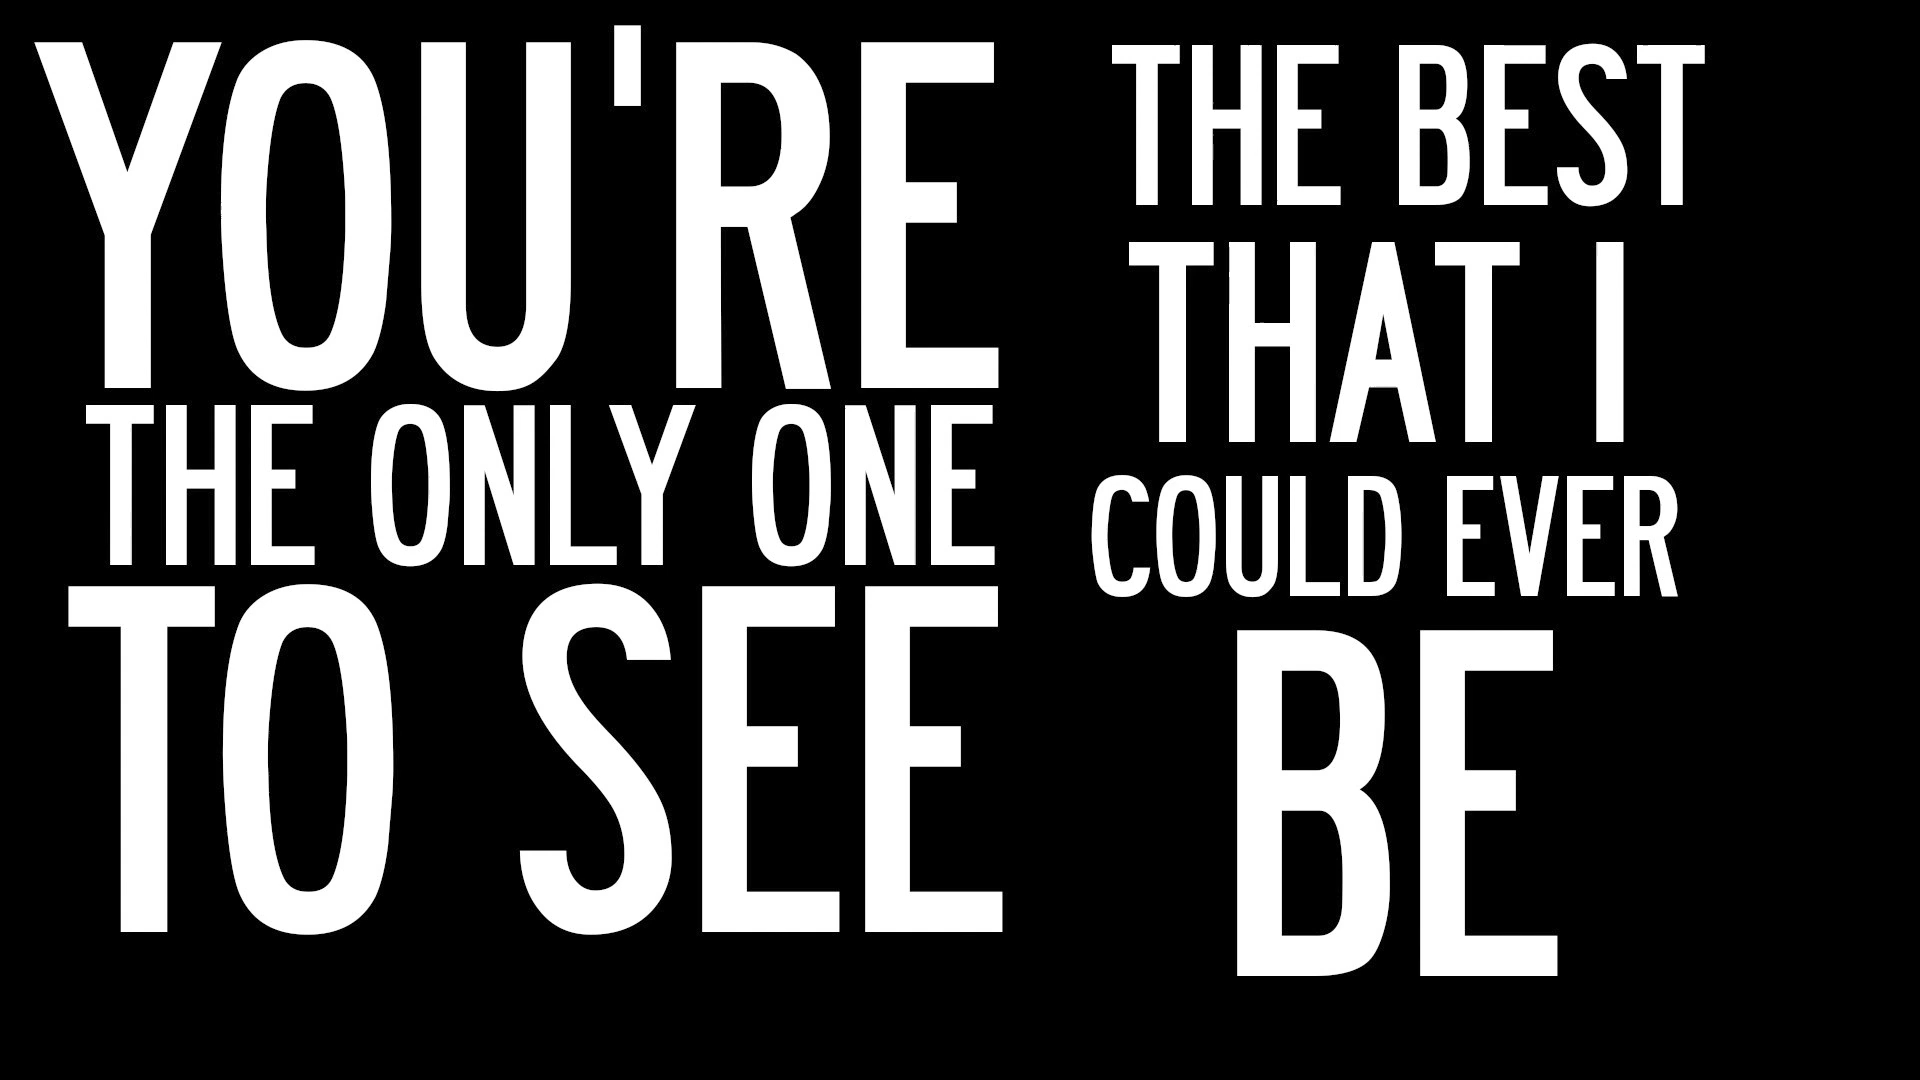 YOU'RE
THE ONLY ONE
TO SEE
THE BEST
THAT I
COULD EVER
BE